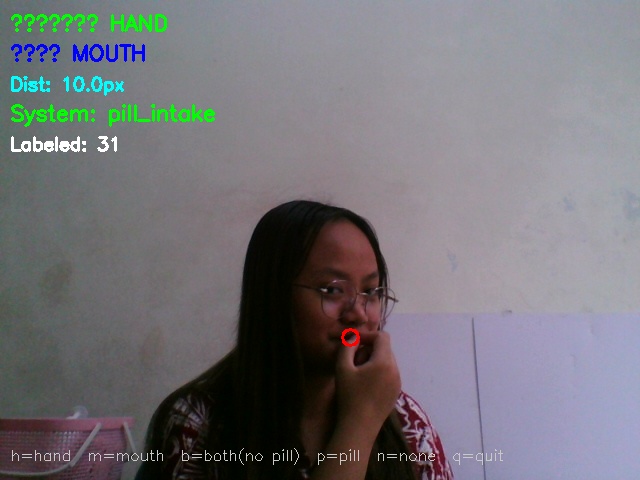 ??????? HAND
???? MOUTH
Dist: 10.0px
System: pill_intake
Labeled: 31
h=hand m=mouth b=both(no pill) p=pill n=none q=quit